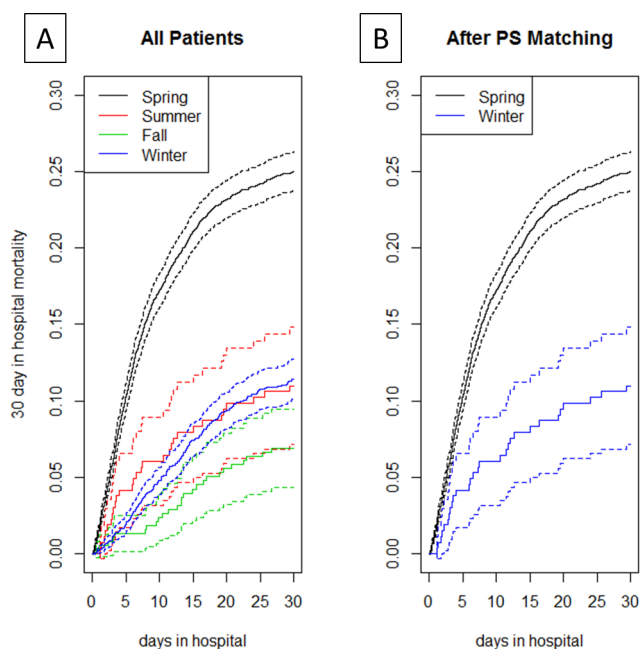 A
All Patients
Spring
Summer
Fall
Winter
30 day in hospital mortality
0.30
0.25
0.20
0.15
0.10
0.05
0.00
0 5 10 15 20 25 30
days in hospital
B
After PS Matching
Spring
Winter
0.30
0.25
0.20
0.15
0.10
0.05
0.00
0 5 10 15 20 25 30
days in hospital